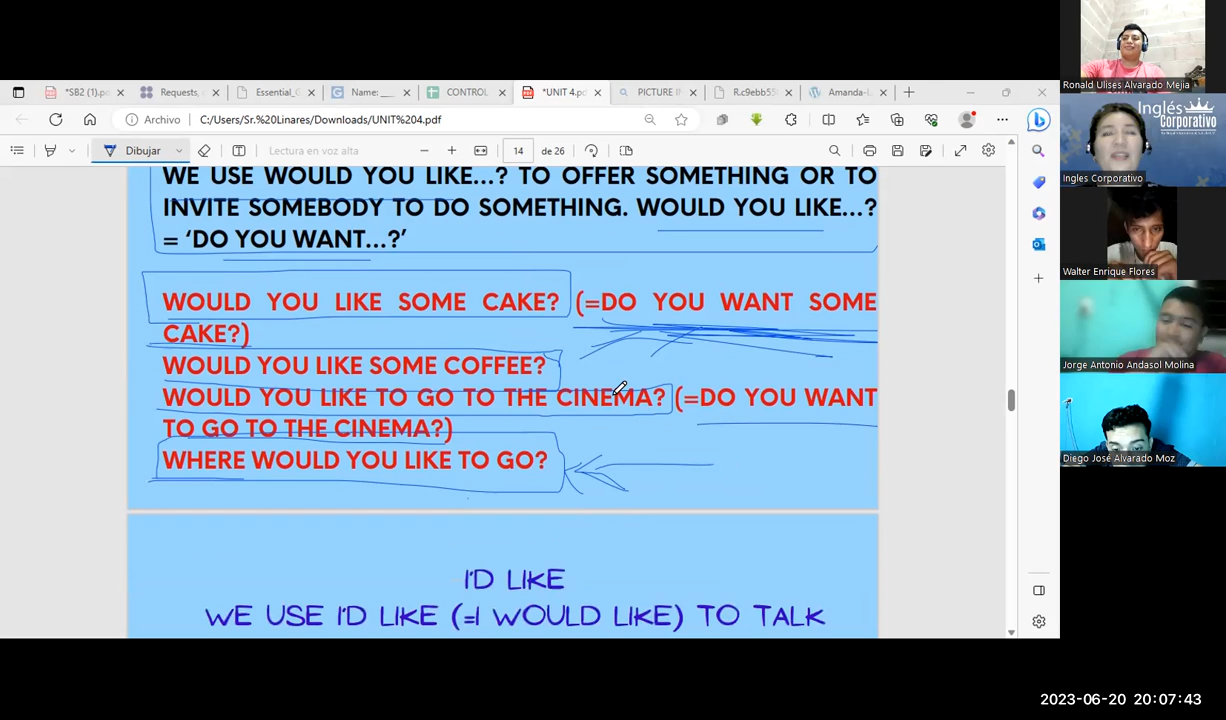 Ronald Ulises Alvarado Mejia
*SB2 (1).pd
Requests,
Essential_G
Name: ____
CONTROL
*UNIT 4.pdf
PICTURE IN
R.c9ebb55
Amanda-L
Archivo
C:/Users/Sr.%20Linares/Downloads/UNIT%204.pdf
Dibujar
Lectura en voz alta
14
de 26
Inglés
Corporativo
Ingles Corporativo
WE USE WOULD YOU LIKE...? TO OFFER SOMETHING OR TO
INVITE SOMEBODY TO DO SOMETHING. WOULD YOU LIKE...?
= ‘DO YOU WANT...?’
WOULD YOU LIKE SOME CAKE? (=DO YOU WANT SOME
CAKE?)
WOULD YOU LIKE SOME COFFEE?
WOULD YOU LIKE TO GO TO THE CINEMA? (=DO YOU WANT
TO GO TO THE CINEMA?)
WHERE WOULD YOU LIKE TO GO?
Walter Enrique Flores
Jorge Antonio Andasol Molina
Diego José Alvarado Moz
I'D LIKE
WE USE I'D LIKE (=I WOULD LIKE) TO TALK
2023-06-20 20:07:43